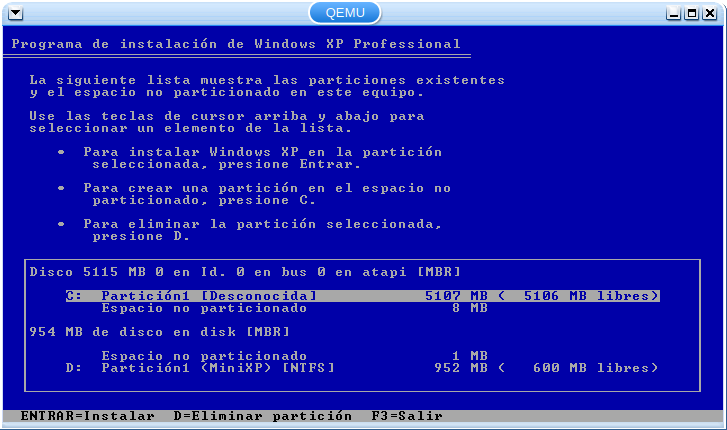 QEMU
Programa de instalación de Windows XP Professional
La siguiente lista muestra las particiones existentes
y el espacio no particionado en este equipo.
Use las teclas de cursor arriba y abajo para
seleccionar un elemento de la lista.
• Para instalar Windows XP en la partición
seleccionada, presione Entrar.
• Para crear una partición en el espacio no
particionado, presione C.
• Para eliminar la partición seleccionada,
presione D.
Disco 5115 MB 0 en Id. 0 en bus 0 en atapi [MBR]
C: Partición1 [Desconocida] 5107 MB ( 5106 MB libres)
Espacio no particionado 8 MB
954 MB de disco en disk [MBR]
Espacio no particionado 1 MB
D: Partición1 (MiniXP) [NTFS] 952 MB ( 600 MB libres)
ENTRAR=Instalar D=Eliminar partición F3=Salir